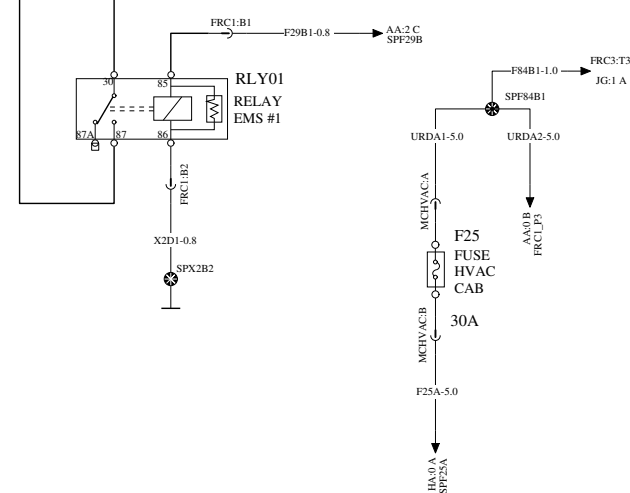 FRC1:B1
F29B1-0.8
AA:2 C
SPF29B
30
85
RLY01
RELAY
EMS #1
87A
87
86
FRC1:B2
X2D1-0.8
SPX2B2
F84B1-1.0
FRC3:T3
JG:1 A
SPF84B1
URDA1-5.0
URDA2-5.0
MCHVAC:A
AA:0 B
FRC1_P3
F25
FUSE
HVAC
CAB
30A
MCHVAC:B
F25A-5.0
HA:0 A
SPF25A